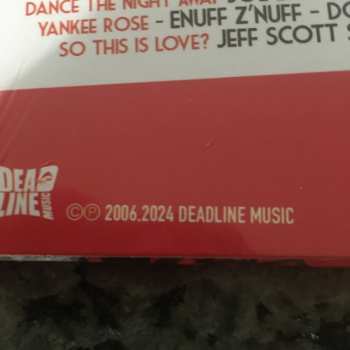 DANCE THE NIGHT AWAY
YANKEE ROSE - ENUFF Z'NUFF - DO
SO THIS IS LOVE? JEFF SCOTT S
DEAD
LINE
MUSIC
©℗ 2006.2024 DEADLINE MUSIC